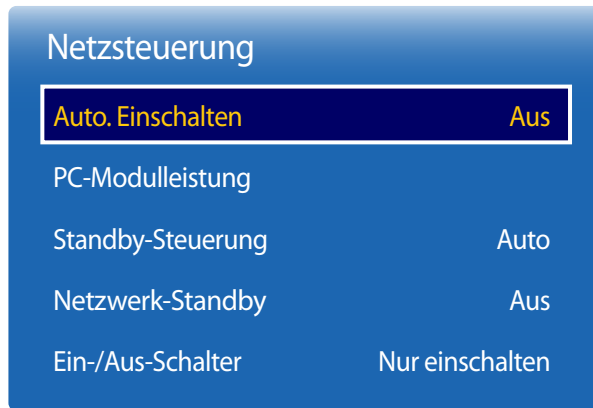 Netzsteuerung
Auto. Einschalten Aus
PC-Modulleistung
Standby-Steuerung Auto
Netzwerk-Standby Aus
Ein-/Aus-Schalter Nur einschalten